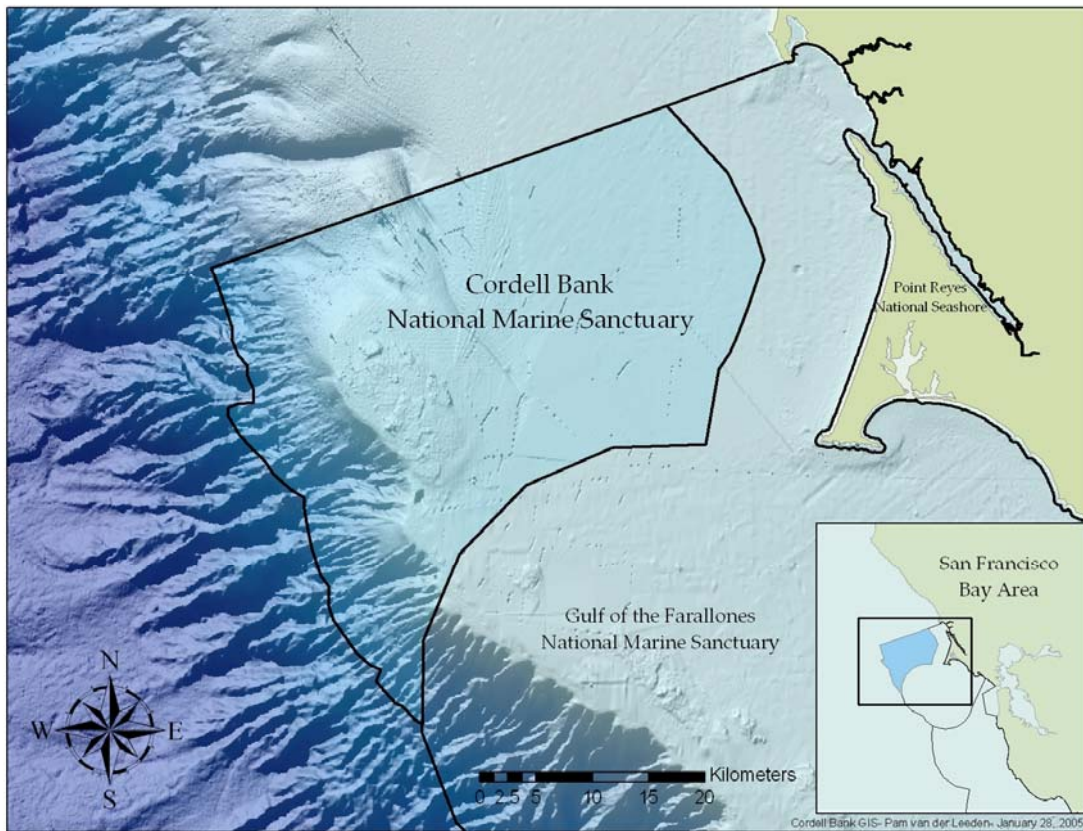 Cordell Bank
National Marine Sanctuary
Point Reyes
National Seashore
Gulf of the Farallones
National Marine Sanctuary
San Francisco
Bay Area
N
W E
S
Kilometers
0 2.5 5 10 15 20
Cordell Bank GIS- Pam van der Leeden- January 28, 2005